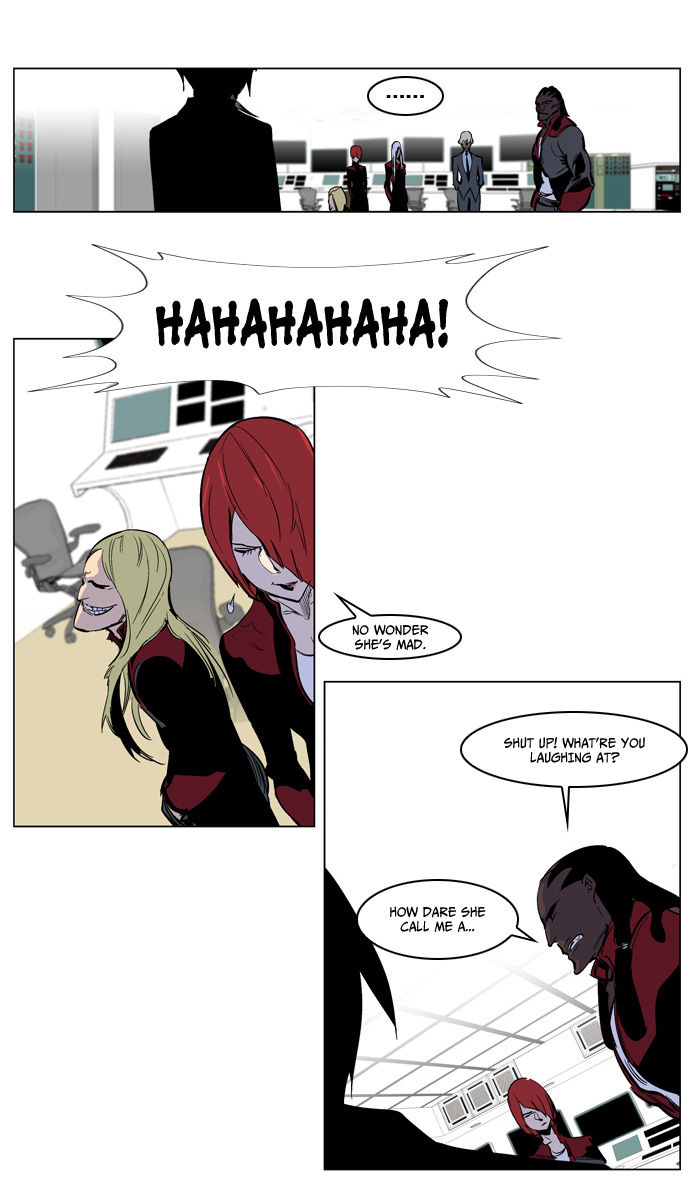 ......
HAHAHAHAHA!
NO WONDER
SHE'S MAD.
SHUT UP! WHAT'RE YOU
LAUGHING AT?
HOW DARE SHE
CALL ME A...